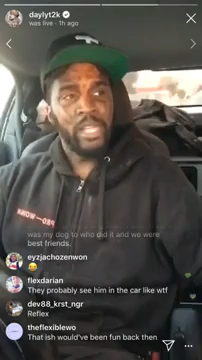 daylyt2k
was live · 1h ago
was my dog to who did it and we were
best friends.
eyzjachozenwon
😂
flexdarian
They probably see him in the car like wtf
dev88_krst_ngr
Reflex
theflexiblewo
That ish would've been fun back then